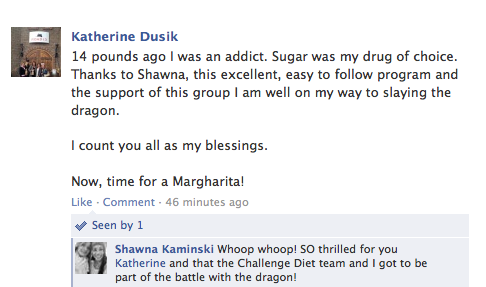 Katherine Dusik
14 pounds ago I was an addict. Sugar was my drug of choice.
Thanks to Shawna, this excellent, easy to follow program and
the support of this group I am well on my way to slaying the
dragon.
I count you all as my blessings.
Now, time for a Margharita!
Like · Comment · 46 minutes ago
Seen by 1
Shawna Kaminski Whoop whoop! SO thrilled for you
Katherine and that the Challenge Diet team and I got to be
part of the battle with the dragon!